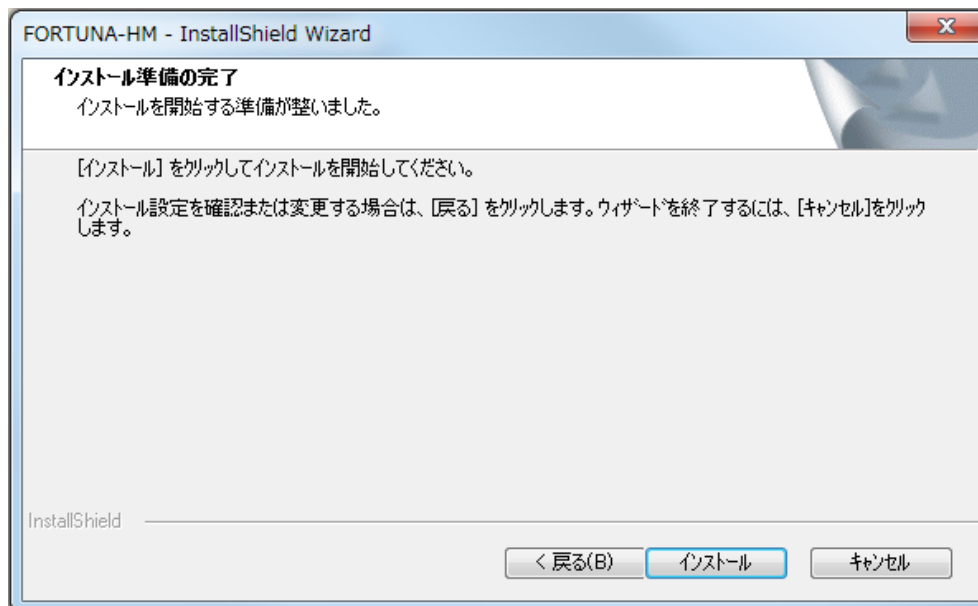 FORTUNA-HM - InstallShield Wizard
インストール準備の完了
インストールを開始する準備が整いました。
[インストール] をクリックしてインストールを開始してください。
インストール設定を確認または変更する場合は、[戻る] をクリックします。ウィザードを終了するには、[キャンセル]をクリック
します。
InstallShield
< 戻る(B)
インストール
キャンセル